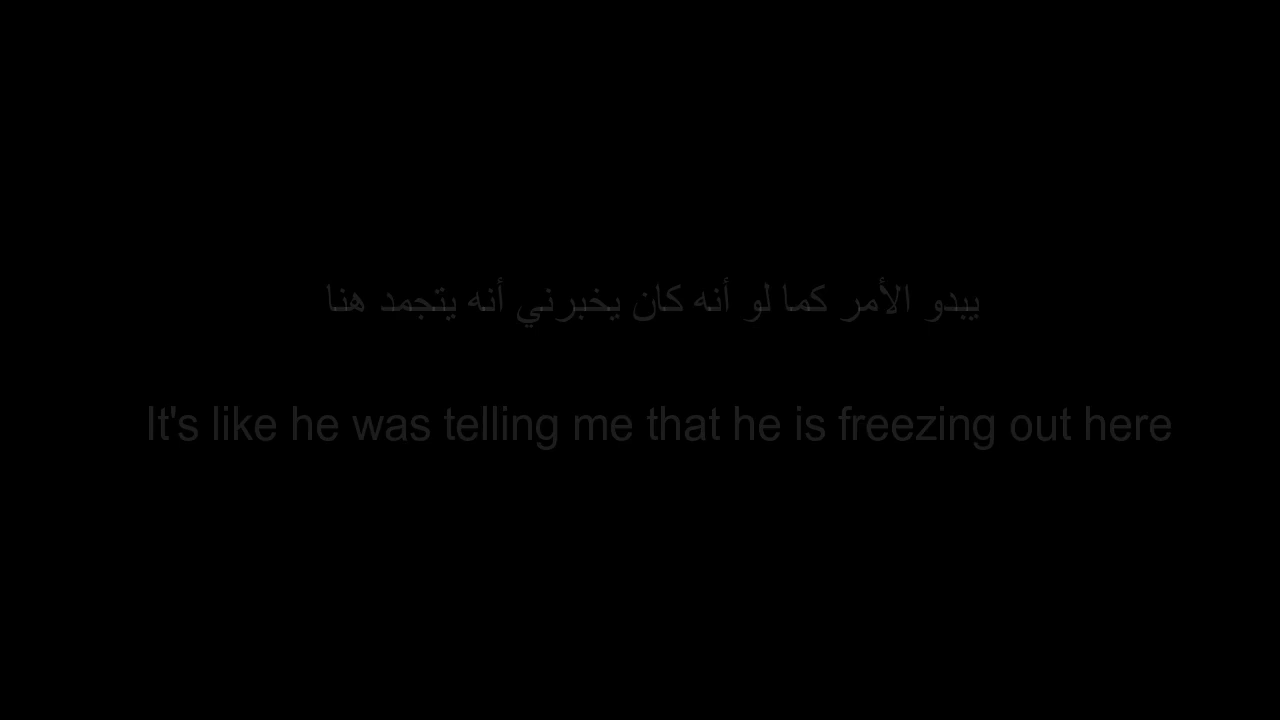 يبدو الأمر كما لو أنه كان يخبرني أنه يتجمد هنا
It's like he was telling me that he is freezing out here